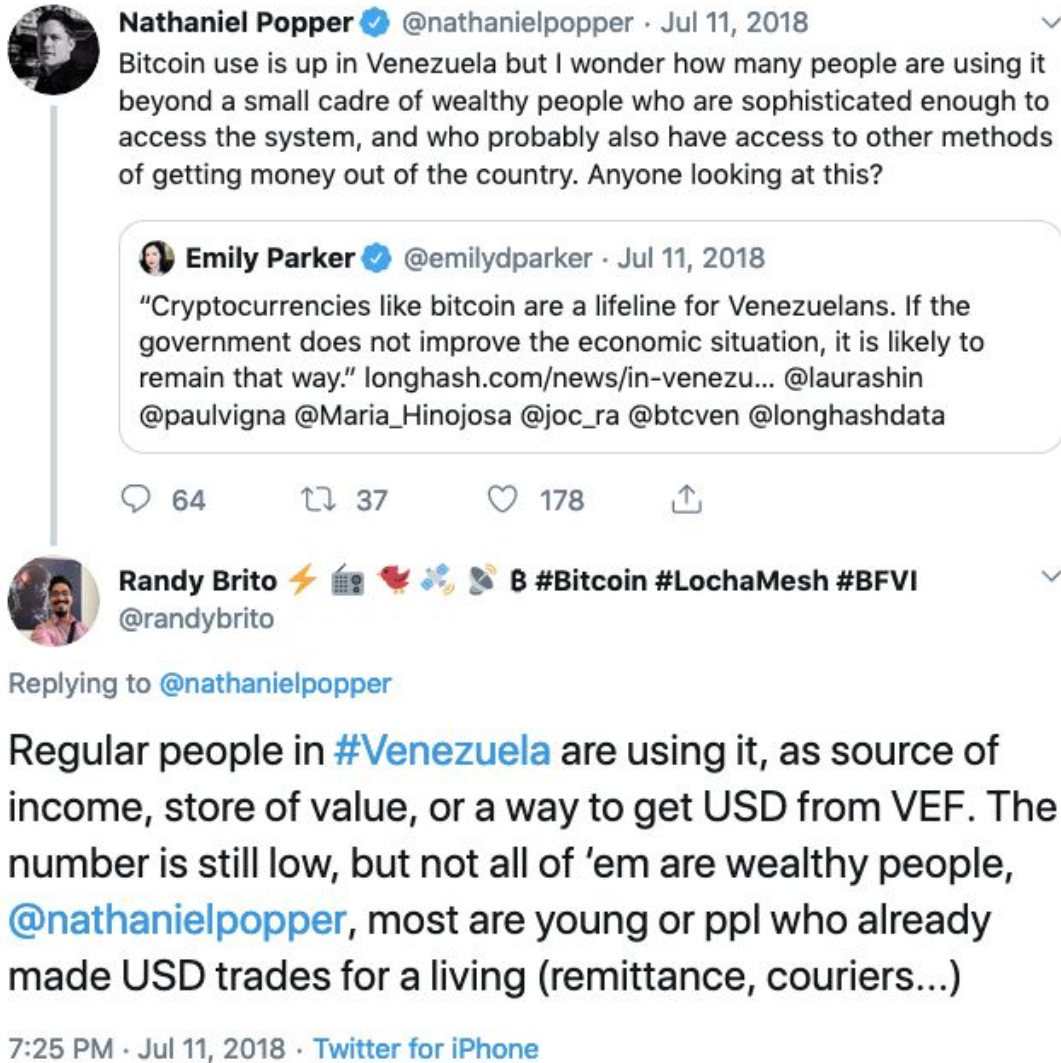 Nathaniel Popper @nathanielpopper · Jul 11, 2018
Bitcoin use is up in Venezuela but I wonder how many people are using it
beyond a small cadre of wealthy people who are sophisticated enough to
access the system, and who probably also have access to other methods
of getting money out of the country. Anyone looking at this?
Emily Parker @emilydparker · Jul 11, 2018
“Cryptocurrencies like bitcoin are a lifeline for Venezuelans. If the
government does not improve the economic situation, it is likely to
remain that way.” longhash.com/news/in-venezu... @laurashin
@paulvigna @Maria_Hinojosa @joc_ra @btcven @longhashdata
64 37 178
Randy Brito ⚡ 📻 🐦 🛰 📡 ₿ #Bitcoin #LochaMesh #BFVI
@randybrito
Replying to @nathanielpopper
Regular people in #Venezuela are using it, as source of
income, store of value, or a way to get USD from VEF. The
number is still low, but not all of ‘em are wealthy people,
@nathanielpopper, most are young or ppl who already
made USD trades for a living (remittance, couriers...)
7:25 PM · Jul 11, 2018 · Twitter for iPhone